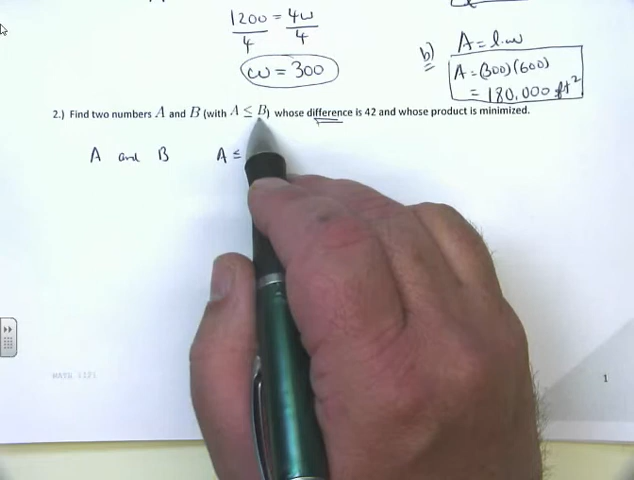 1200 = 4w
4 4
w = 300
b) A = l·w
A = (300)(600)
= 180,000 ft²
2.) Find two numbers A and B (with A ≤ B) whose difference is 42 and whose product is minimized.
A and B A ≤
1